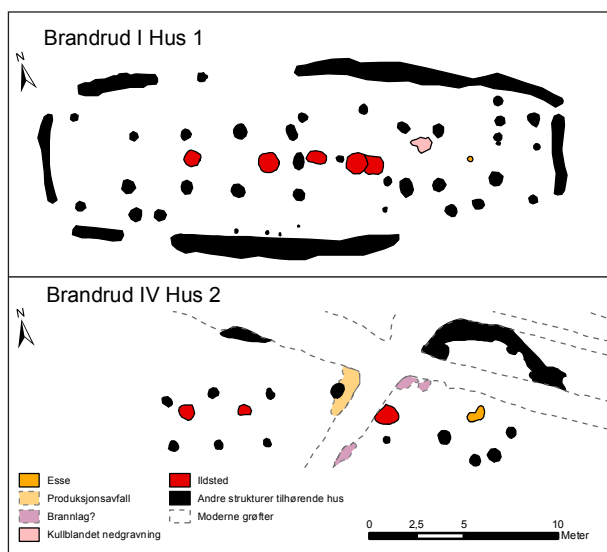 Brandrud I Hus 1
N
Brandrud IV Hus 2
N
Esse
Produksjonsavfall
Brannlag?
Kullblandet nedgravning
Ildsted
Andre strukturer tilhørende hus
Moderne grøfter
0 2,5 5 10
Meter